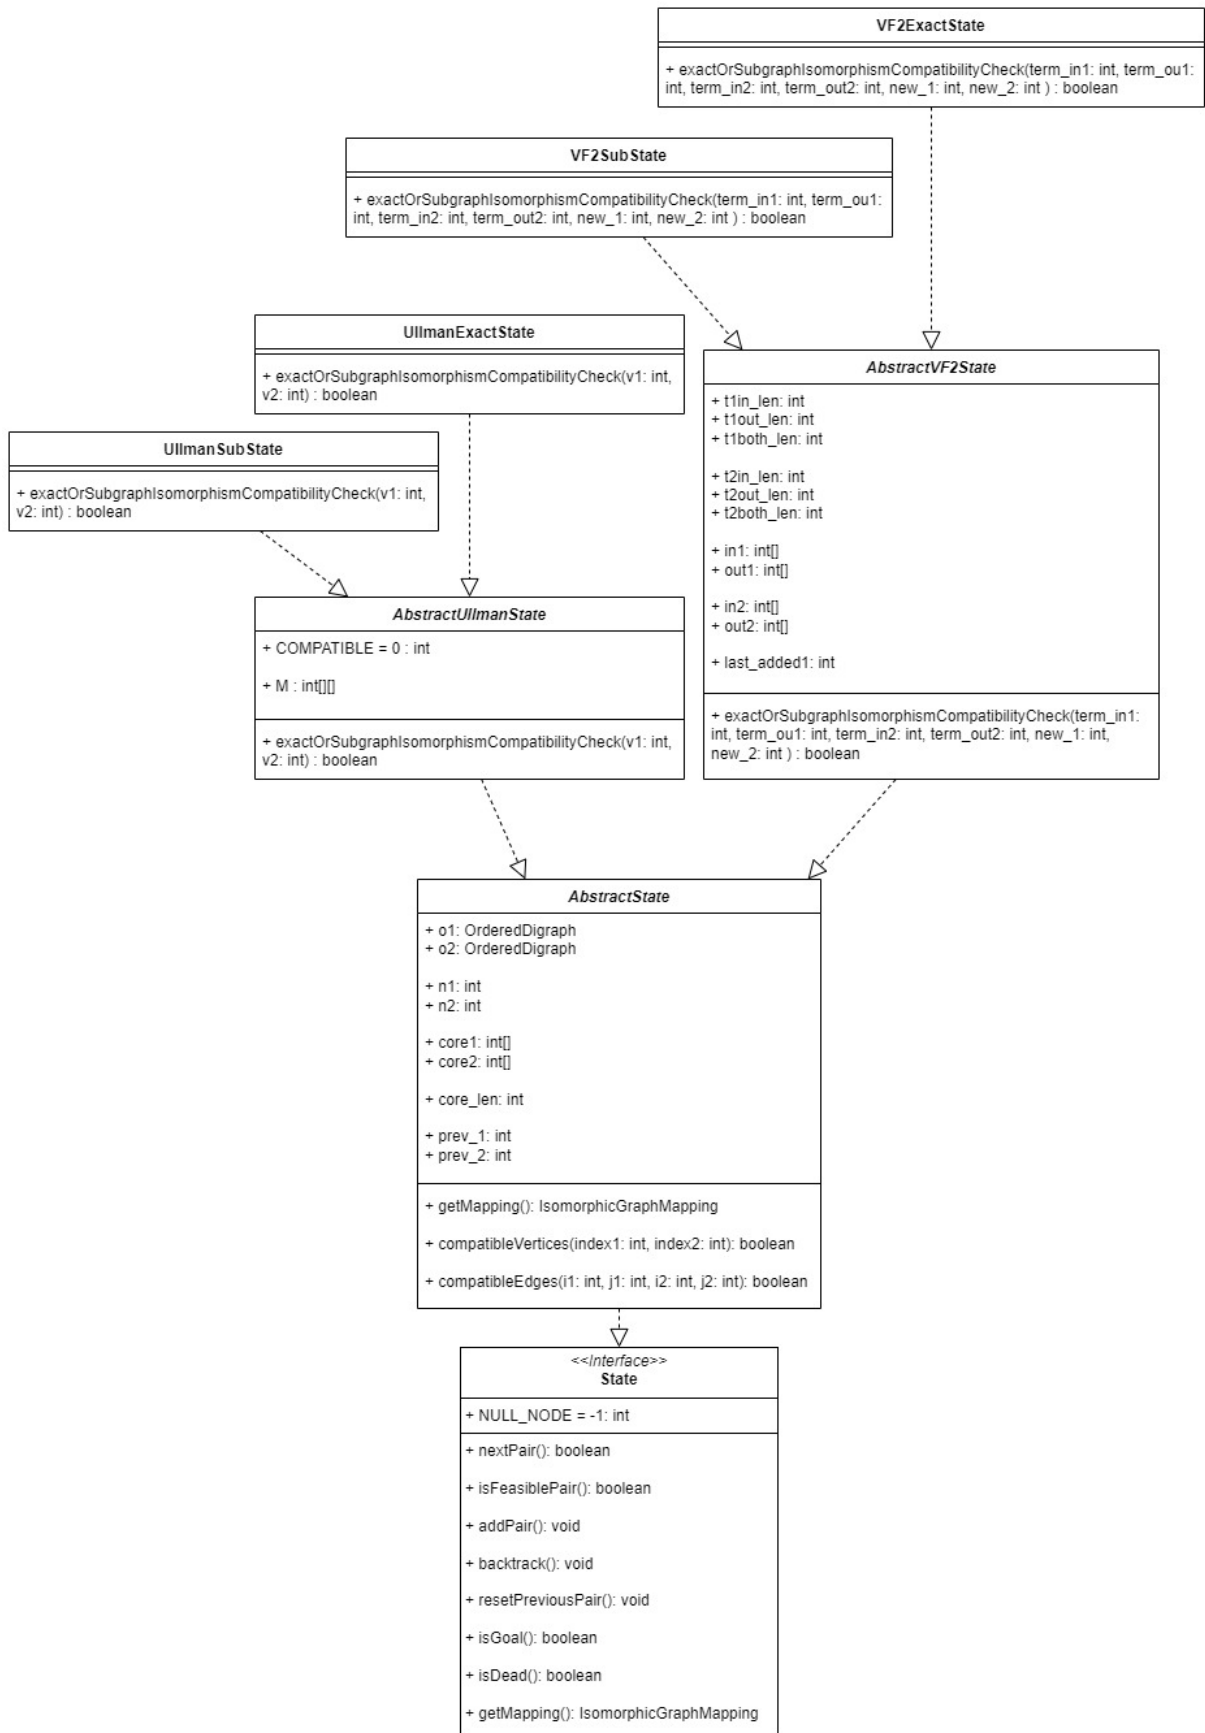 VF2ExactState
+ exactOrSubgraphIsomorphismCompatibilityCheck(term_in1: int, term_ou1:
int, term_in2: int, term_out2: int, new_1: int, new_2: int ) : boolean
VF2SubState
+ exactOrSubgraphIsomorphismCompatibilityCheck(term_in1: int, term_ou1:
int, term_in2: int, term_out2: int, new_1: int, new_2: int ) : boolean
UllmanExactState
+ exactOrSubgraphIsomorphismCompatibilityCheck(v1: int,
v2: int) : boolean
UllmanSubState
+ exactOrSubgraphIsomorphismCompatibilityCheck(v1: int,
v2: int) : boolean
AbstractVF2State
+ t1in_len: int
+ t1out_len: int
+ t1both_len: int
+ t2in_len: int
+ t2out_len: int
+ t2both_len: int
+ in1: int[]
+ out1: int[]
+ in2: int[]
+ out2: int[]
+ last_added1: int
+ exactOrSubgraphIsomorphismCompatibilityCheck(term_in1:
int, term_ou1: int, term_in2: int, term_out2: int, new_1: int,
new_2: int ) : boolean
AbstractUllmanState
+ COMPATIBLE = 0 : int
+ M : int[][]
+ exactOrSubgraphIsomorphismCompatibilityCheck(v1: int,
v2: int) : boolean
AbstractState
+ o1: OrderedDigraph
+ o2: OrderedDigraph
+ n1: int
+ n2: int
+ core1: int[]
+ core2: int[]
+ core_len: int
+ prev_1: int
+ prev_2: int
+ getMapping(): IsomorphicGraphMapping
+ compatibleVertices(index1: int, index2: int): boolean
+ compatibleEdges(i1: int, j1: int, i2: int, j2: int): boolean
<<Interface>>
State
+ NULL_NODE = -1: int
+ nextPair(): boolean
+ isFeasiblePair(): boolean
+ addPair(): void
+ backtrack(): void
+ resetPreviousPair(): void
+ isGoal(): boolean
+ isDead(): boolean
+ getMapping(): IsomorphicGraphMapping